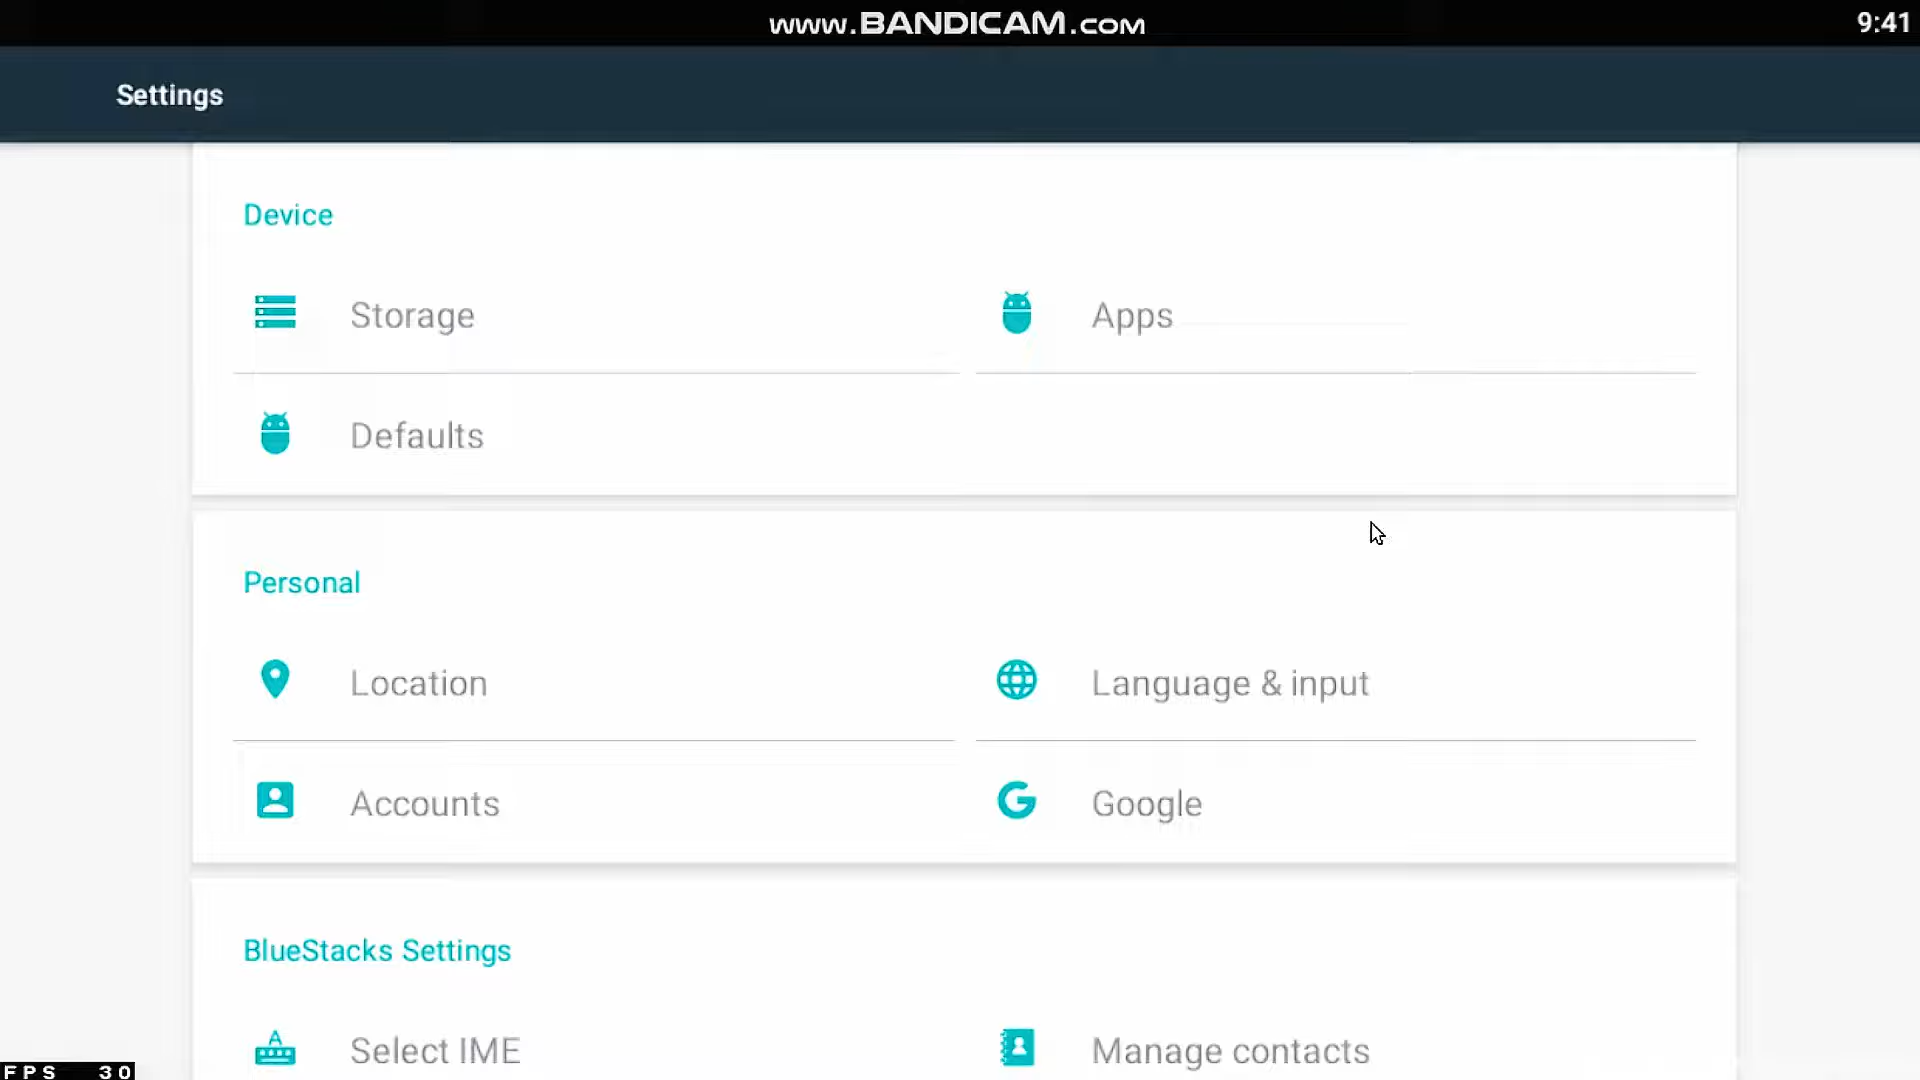 www.BANDICAM.com
9:41
Settings
Device
Storage
Apps
Defaults
Personal
Location
Language & input
Accounts
Google
BlueStacks Settings
Select IME
Manage contacts
FPS 30